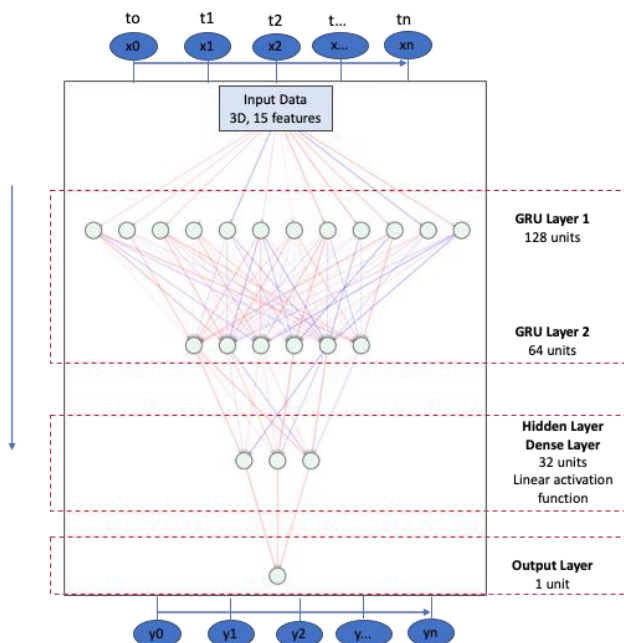 to t1 t2 t... tn
x0 x1 x2 x... xn
Input Data
3D, 15 features
GRU Layer 1
128 units
GRU Layer 2
64 units
Hidden Layer
Dense Layer
32 units
Linear activation
function
Output Layer
1 unit
y0 y1 y2 y... yn